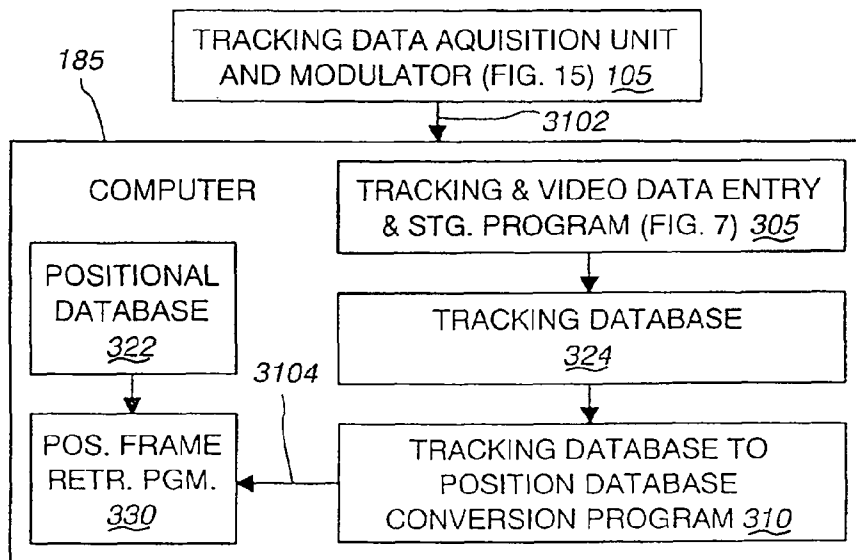 TRACKING DATA AQUISITION UNIT
AND MODULATOR (FIG. 15) 105
185
3102
COMPUTER
TRACKING & VIDEO DATA ENTRY
& STG. PROGRAM (FIG. 7) 305
POSITIONAL
DATABASE
322
TRACKING DATABASE
324
3104
POS. FRAME
RETR. PGM.
330
TRACKING DATABASE TO
POSITION DATABASE
CONVERSION PROGRAM 310